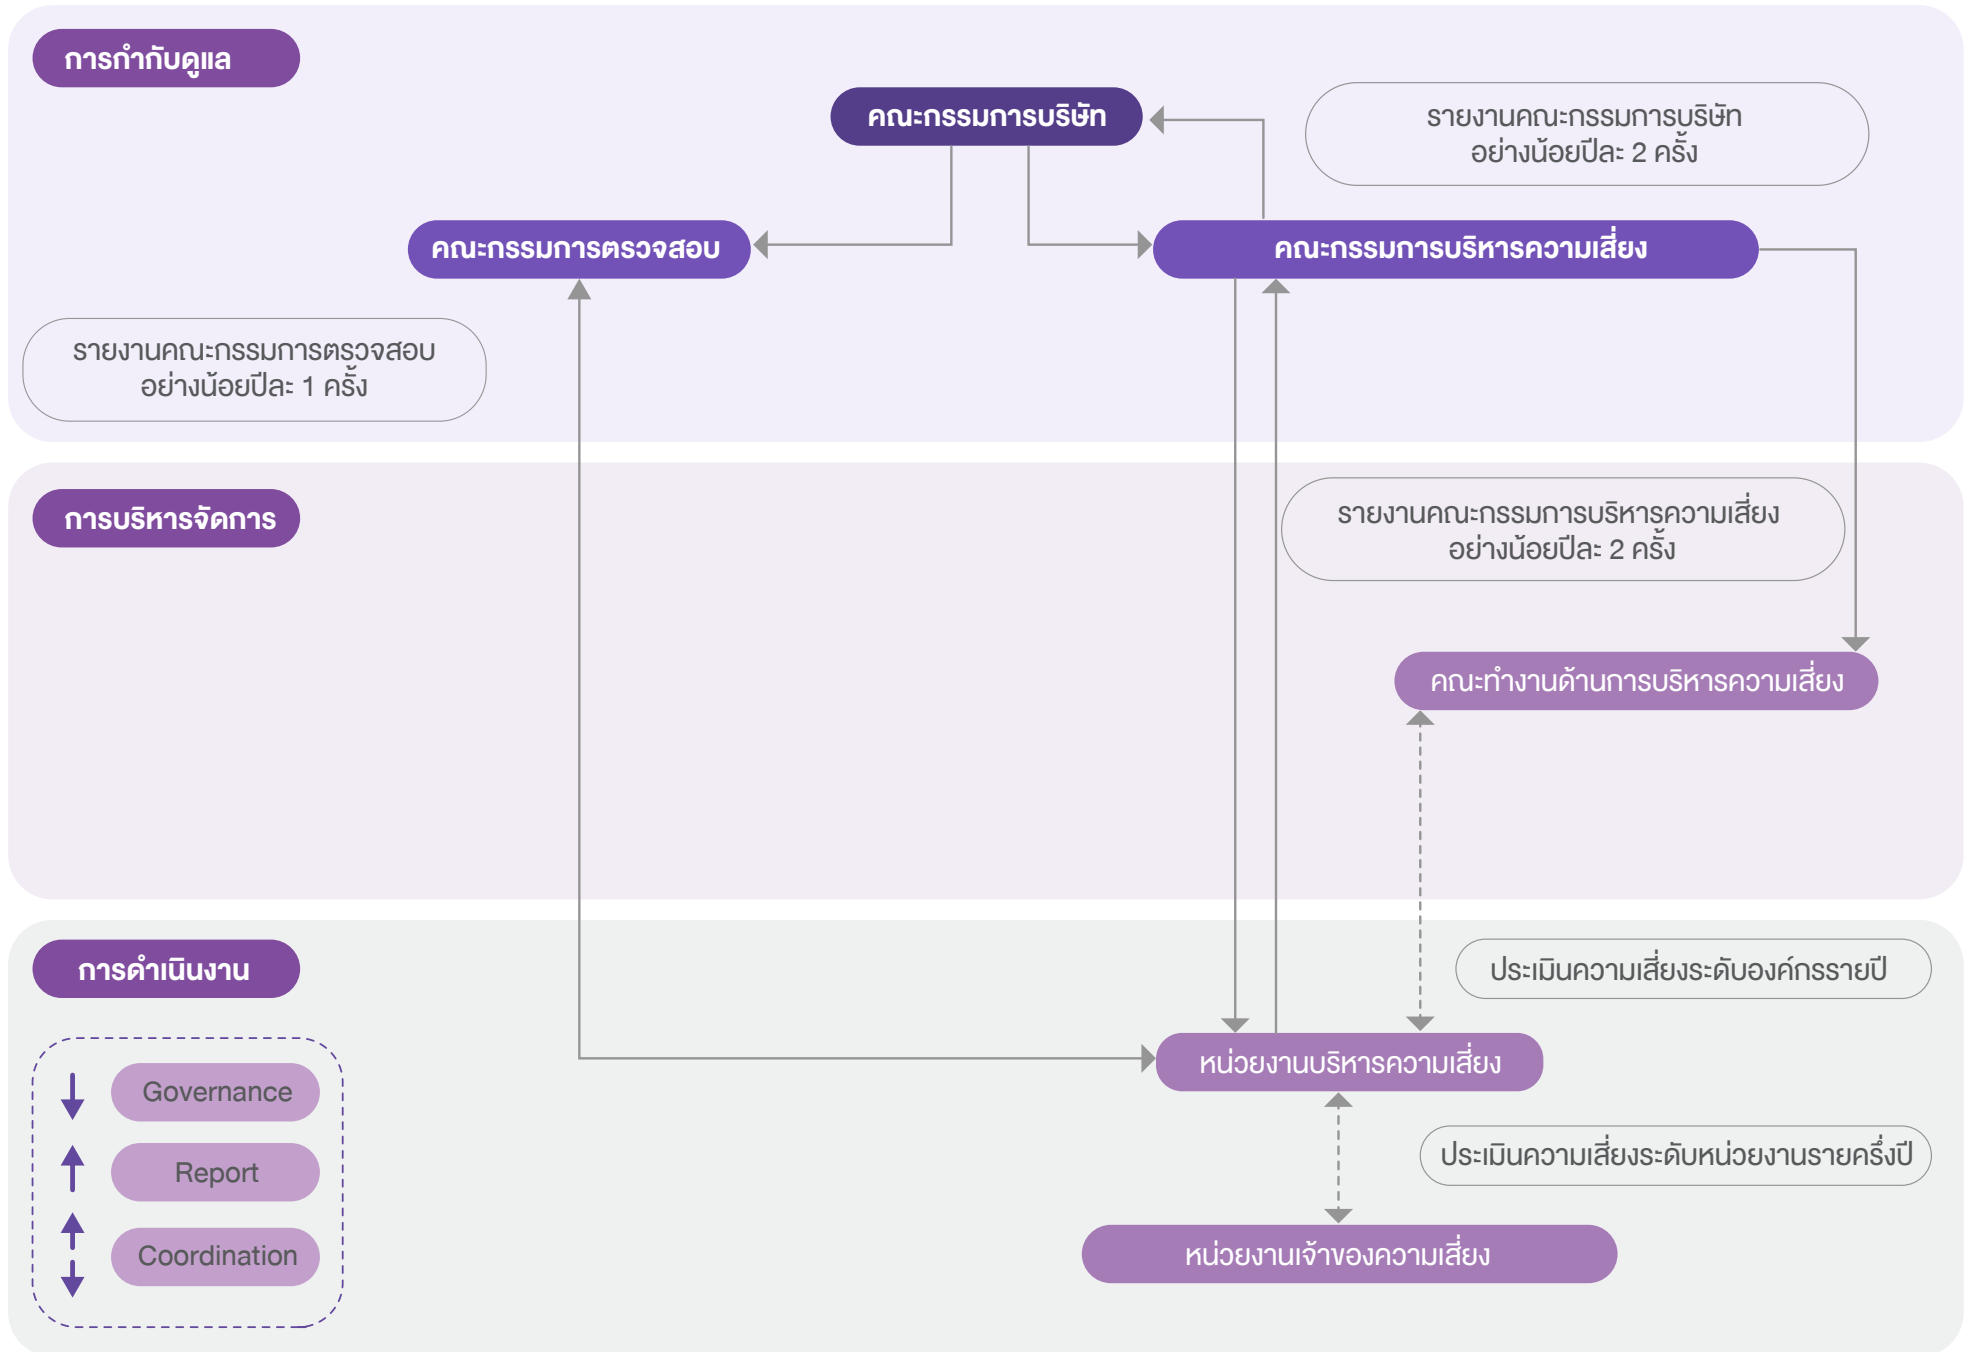 การกำกับดูแล
คณะกรรมการบริษัท
รายงานคณะกรรมการบริษัท
อย่างน้อยปีละ 2 ครั้ง
คณะกรรมการตรวจสอบ
คณะกรรมการบริหารความเสี่ยง
รายงานคณะกรรมการตรวจสอบ
อย่างน้อยปีละ 1 ครั้ง
การบริหารจัดการ
รายงานคณะกรรมการบริหารความเสี่ยง
อย่างน้อยปีละ 2 ครั้ง
คณะทำงานด้านการบริหารความเสี่ยง
การดำเนินงาน
ประเมินความเสี่ยงระดับองค์กรรายปี
หน่วยงานบริหารความเสี่ยง
Governance
ประเมินความเสี่ยงระดับหน่วยงานรายครึ่งปี
Report
Coordination
หน่วยงานเจ้าของความเสี่ยง